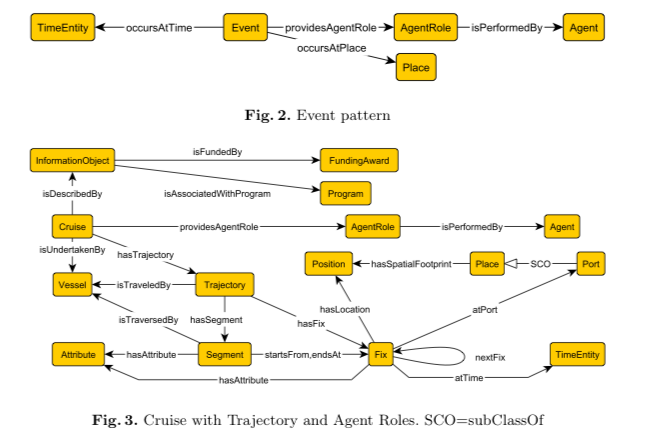 TimeEntity occursAtTime Event providesAgentRole AgentRole isPerformedBy Agent
occursAtPlace
Place
Fig. 2. Event pattern
InformationObject isFundedBy FundingAward
isDescribedBy isAssociatedWithProgram Program
Cruise providesAgentRole AgentRole isPerformedBy Agent
isUndertakenBy hasTrajectory
Position hasSpatialFootprint Place SCO Port
Vessel isTraveledBy Trajectory
isTraversedBy hasSegment hasFix hasLocation atPort
Attribute hasAttribute Segment startsFrom,endsAt Fix nextFix TimeEntity
hasAttribute atTime
Fig. 3. Cruise with Trajectory and Agent Roles. SCO=subClassOf